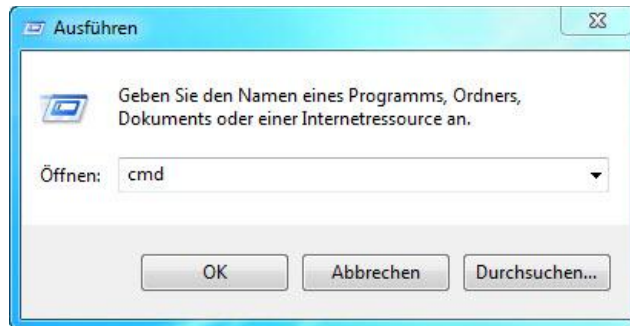 Ausführen
Geben Sie den Namen eines Programms, Ordners,
Dokuments oder einer Internetressource an.
Öffnen: cmd
OK Abbrechen Durchsuchen...